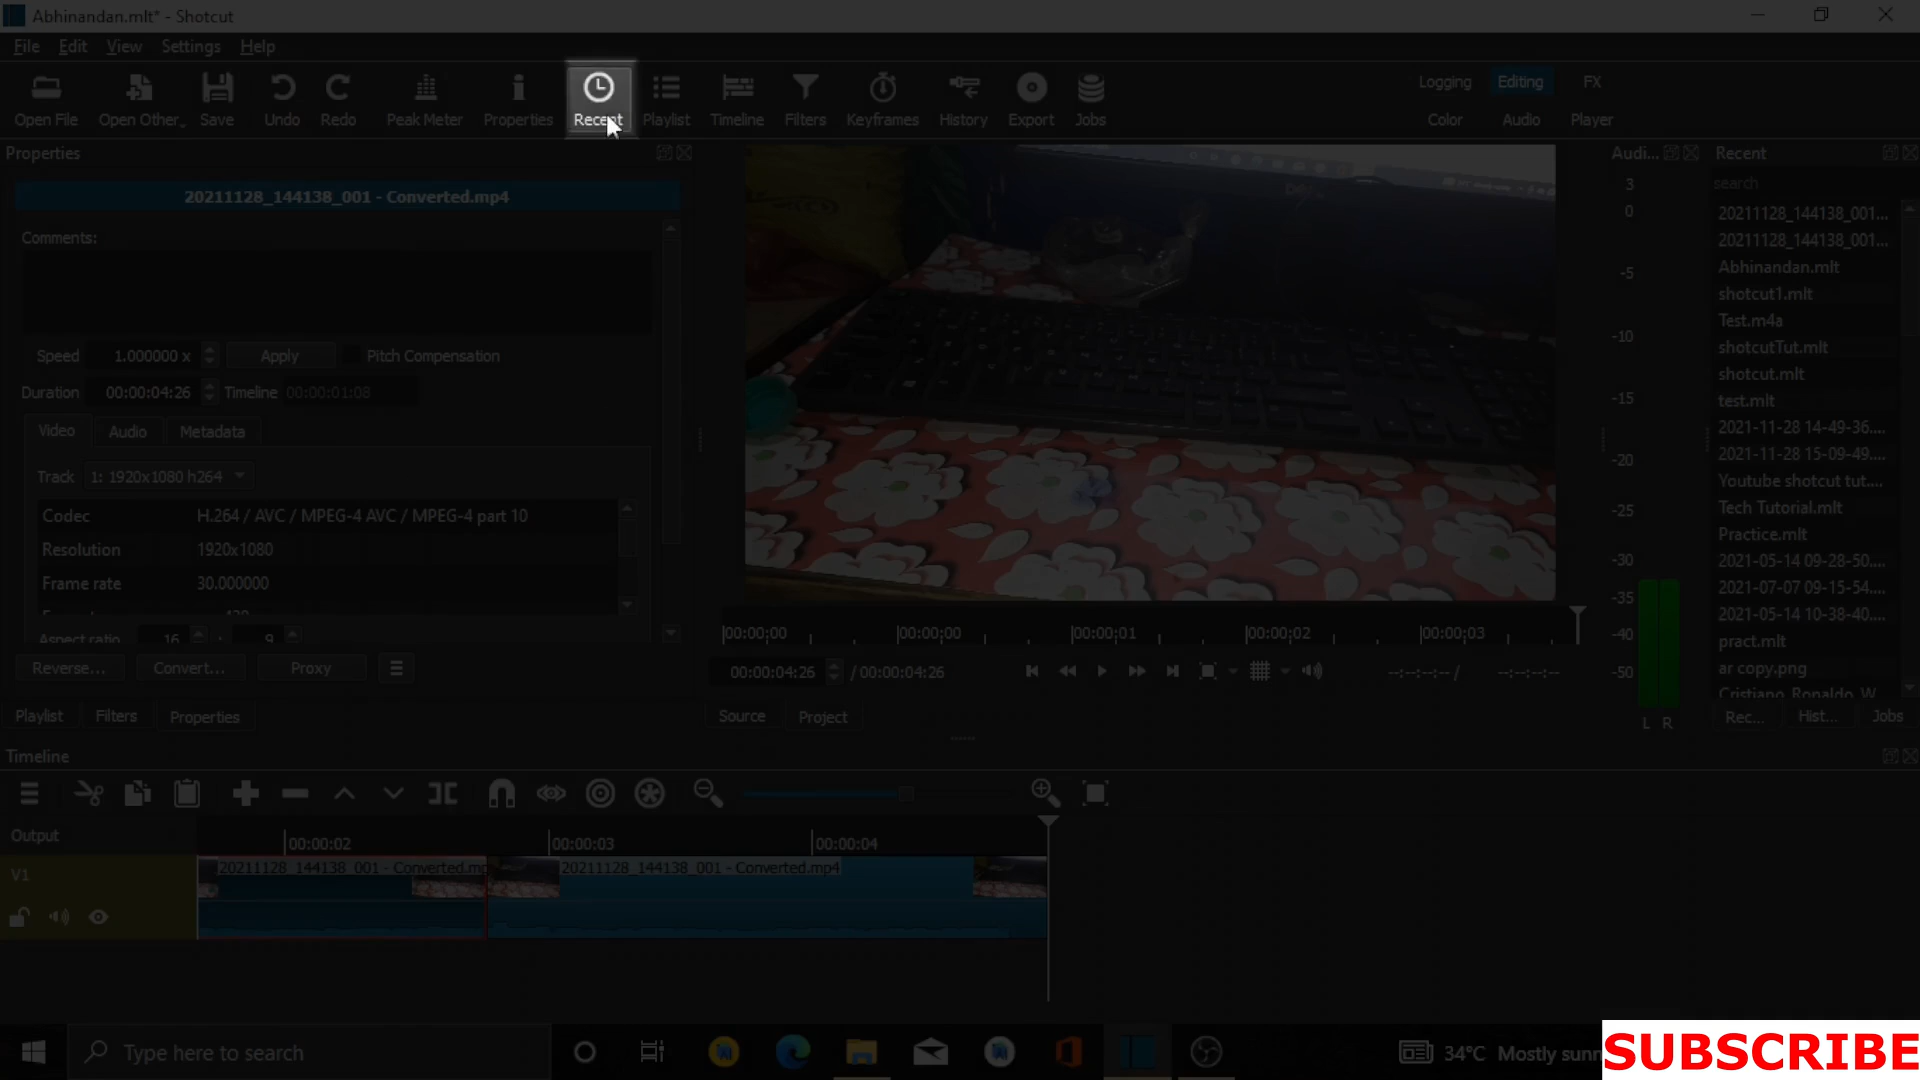 Abhinandan.mlt* - Shotcut
File Edit View Settings Help
Open File Open Other... Save Undo Redo Peak Meter Properties Recent Playlist Timeline Filters Keyframes History Export Jobs
Logging Editing FX
Color Audio Player
Properties
20211128_144138_001 - Converted.mp4
Comments:
Speed 1.000000 x Apply Pitch Compensation
Duration 00:00:04:26 Timeline 00:00:01:08
Video Audio Metadata
Track 1: 1920x1080 h264
Codec H.264 / AVC / MPEG-4 AVC / MPEG-4 part 10
Resolution 1920x1080
Frame rate 30.000000
Aspect ratio 16 : 9
Reverse... Convert... Proxy
Playlist Filters Properties
00:00:00 00:00:00 00:00:01 00:00:02 00:00:03
00:00:04:26 / 00:00:04:26 --:--:--:-- / --:--:--:--
Source Project
Audi...
3
0
-5
-10
-15
-20
-25
-30
-35
-40
-50
L R
Recent
search
20211128_144138_001...
20211128_144138_001...
Abhinandan.mlt
shotcut1.mlt
Test.m4a
shotcutTut.mlt
shotcut.mlt
test.mlt
2021-11-28 14-49-36....
2021-11-28 15-09-49....
Youtube shotcut tut....
Tech Tutorial.mlt
Practice.mlt
2021-05-14 09-28-50....
2021-07-07 09-15-54....
2021-05-14 10-38-40....
pract.mlt
ar copy.png
Cristiano_Ronaldo_W...
Rec... Hist... Jobs
Timeline
Output
00:00:02 00:00:03 00:00:04
V1
20211128_144138_001 - Converted.mp 20211128_144138_001 - Converted.mp4
Type here to search
34°C Mostly sunn
SUBSCRIBE